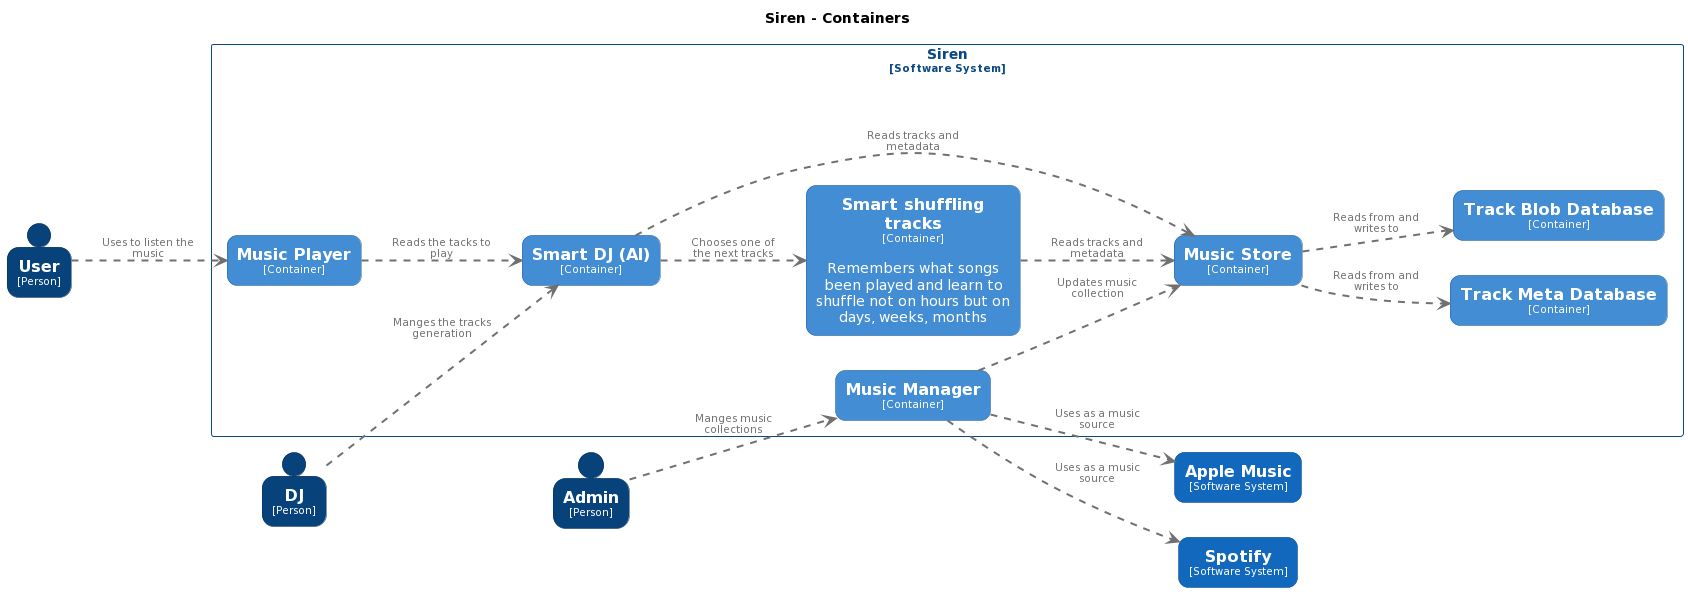 Siren - Containers
Siren
[Software System]
Reads tracks and
metadata
User
[Person]
Uses to listen the
music
Music Player
[Container]
Reads the tacks to
play
Smart DJ (AI)
[Container]
Chooses one of
the next tracks
Smart shuffling
tracks
[Container]
Remembers what songs
been played and learn to
shuffle not on hours but on
days, weeks, months
Reads tracks and
metadata
Music Store
[Container]
Reads from and
writes to
Track Blob Database
[Container]
Reads from and
writes to
Track Meta Database
[Container]
Updates music
collection
Manges the tracks
generation
Music Manager
[Container]
Manges music
collections
Uses as a music
source
Uses as a music
source
DJ
[Person]
Admin
[Person]
Apple Music
[Software System]
Spotify
[Software System]